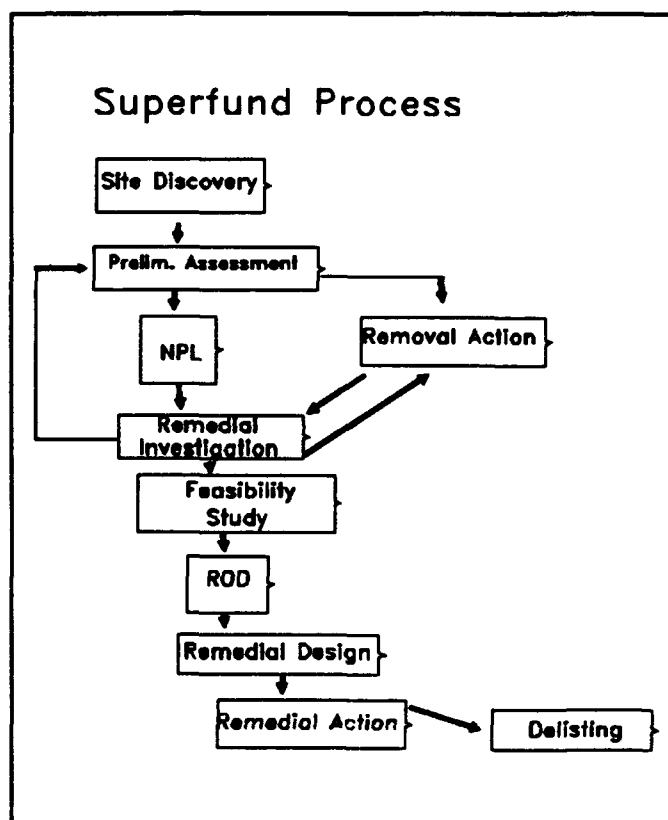 Superfund Process
Site Discovery
Prelim. Assessment
NPL
Removal Action
Remedial
Investigation
Feasibility
Study
ROD
Remedial Design
Remedial Action
Delisting